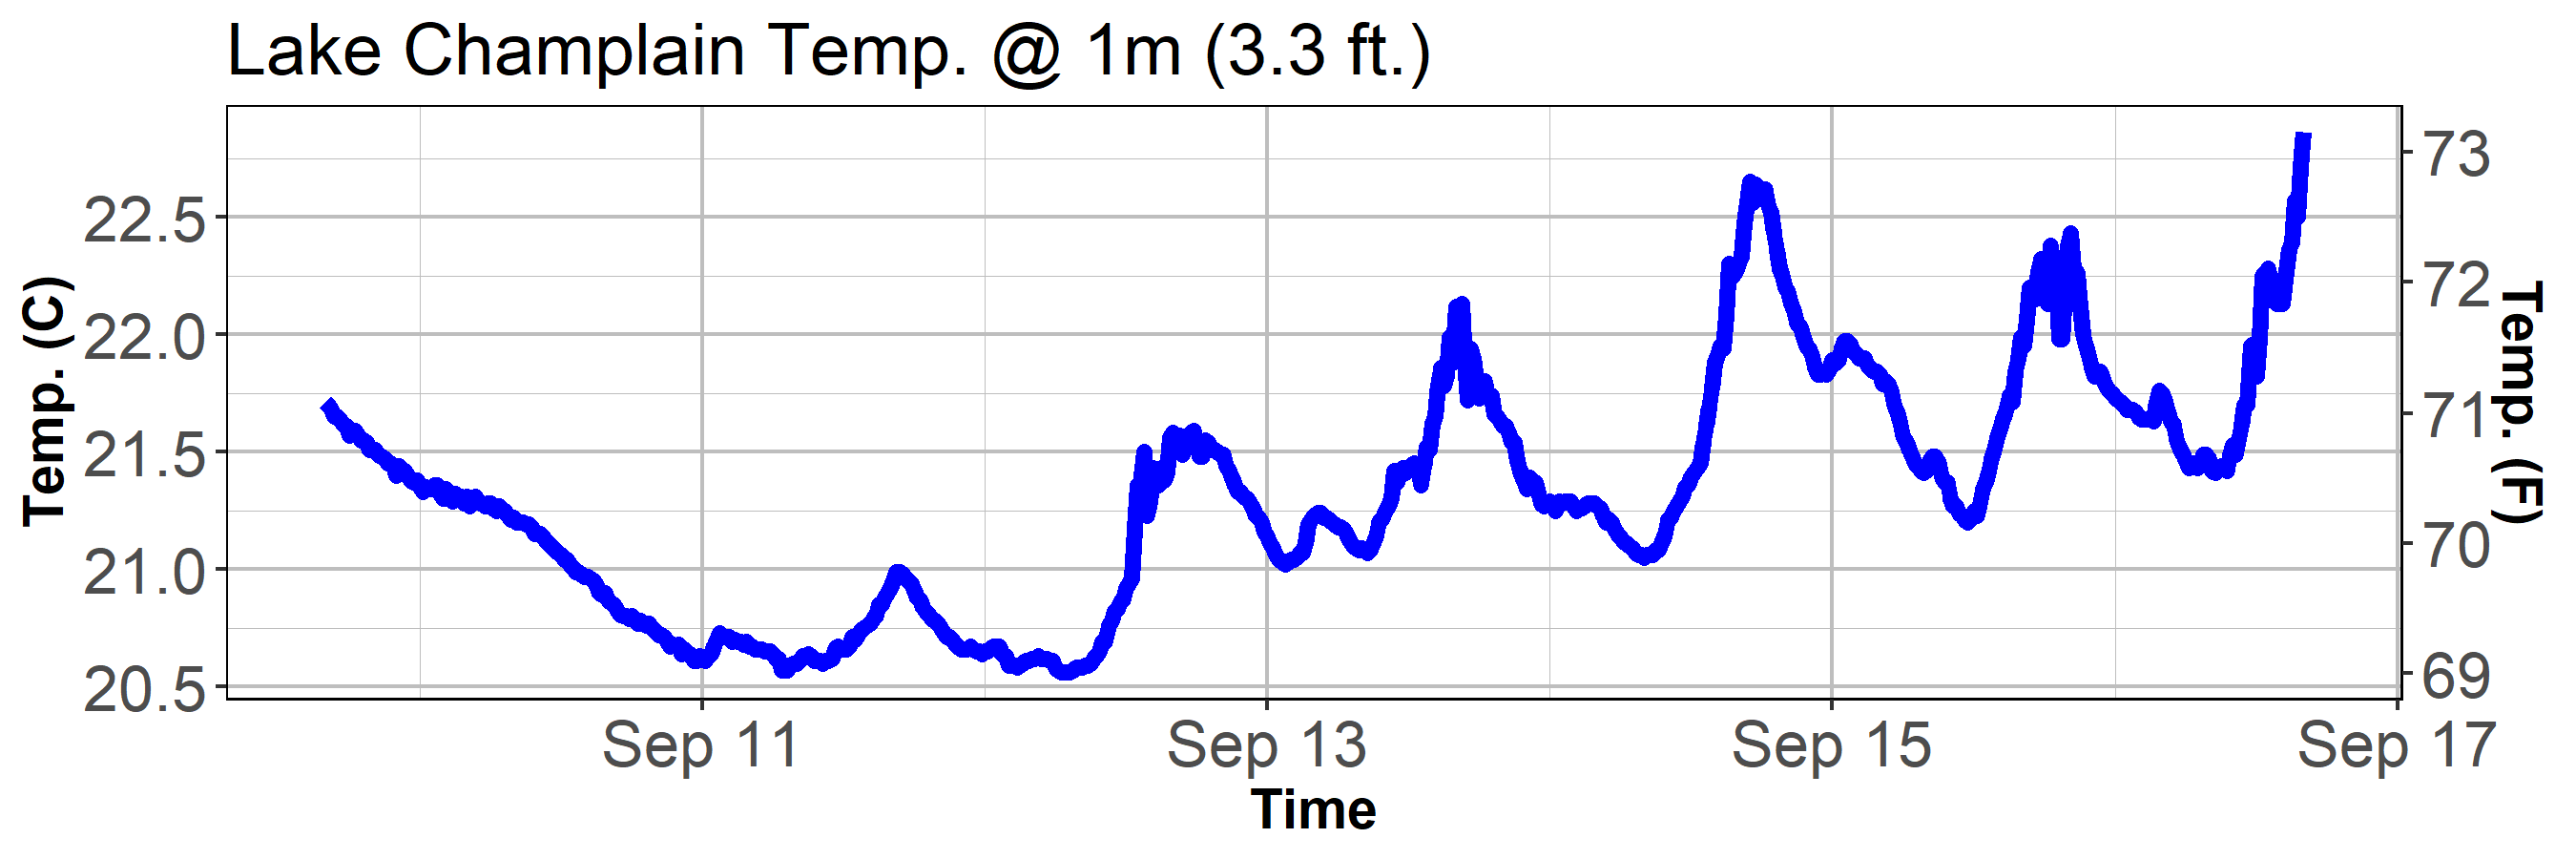 Lake Champlain Temp. @ 1m (3.3 ft.)
Temp. (C)
22.5
22.0
21.5
21.0
20.5
73
72
71
70
69
Temp. (F)
Sep 11
Sep 13
Sep 15
Sep 17
Time